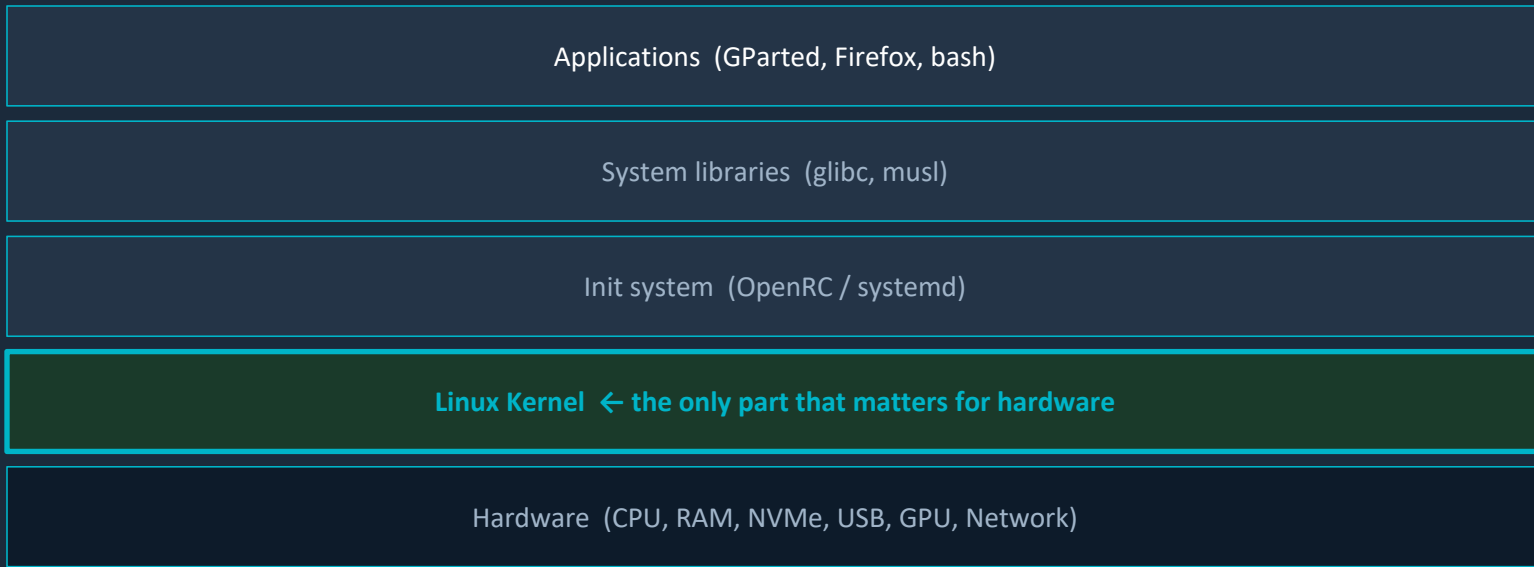 Applications (GParted, Firefox, bash)
System libraries (glibc, musl)
Init system (OpenRC / systemd)
Linux Kernel ← the only part that matters for hardware
Hardware (CPU, RAM, NVMe, USB, GPU, Network)